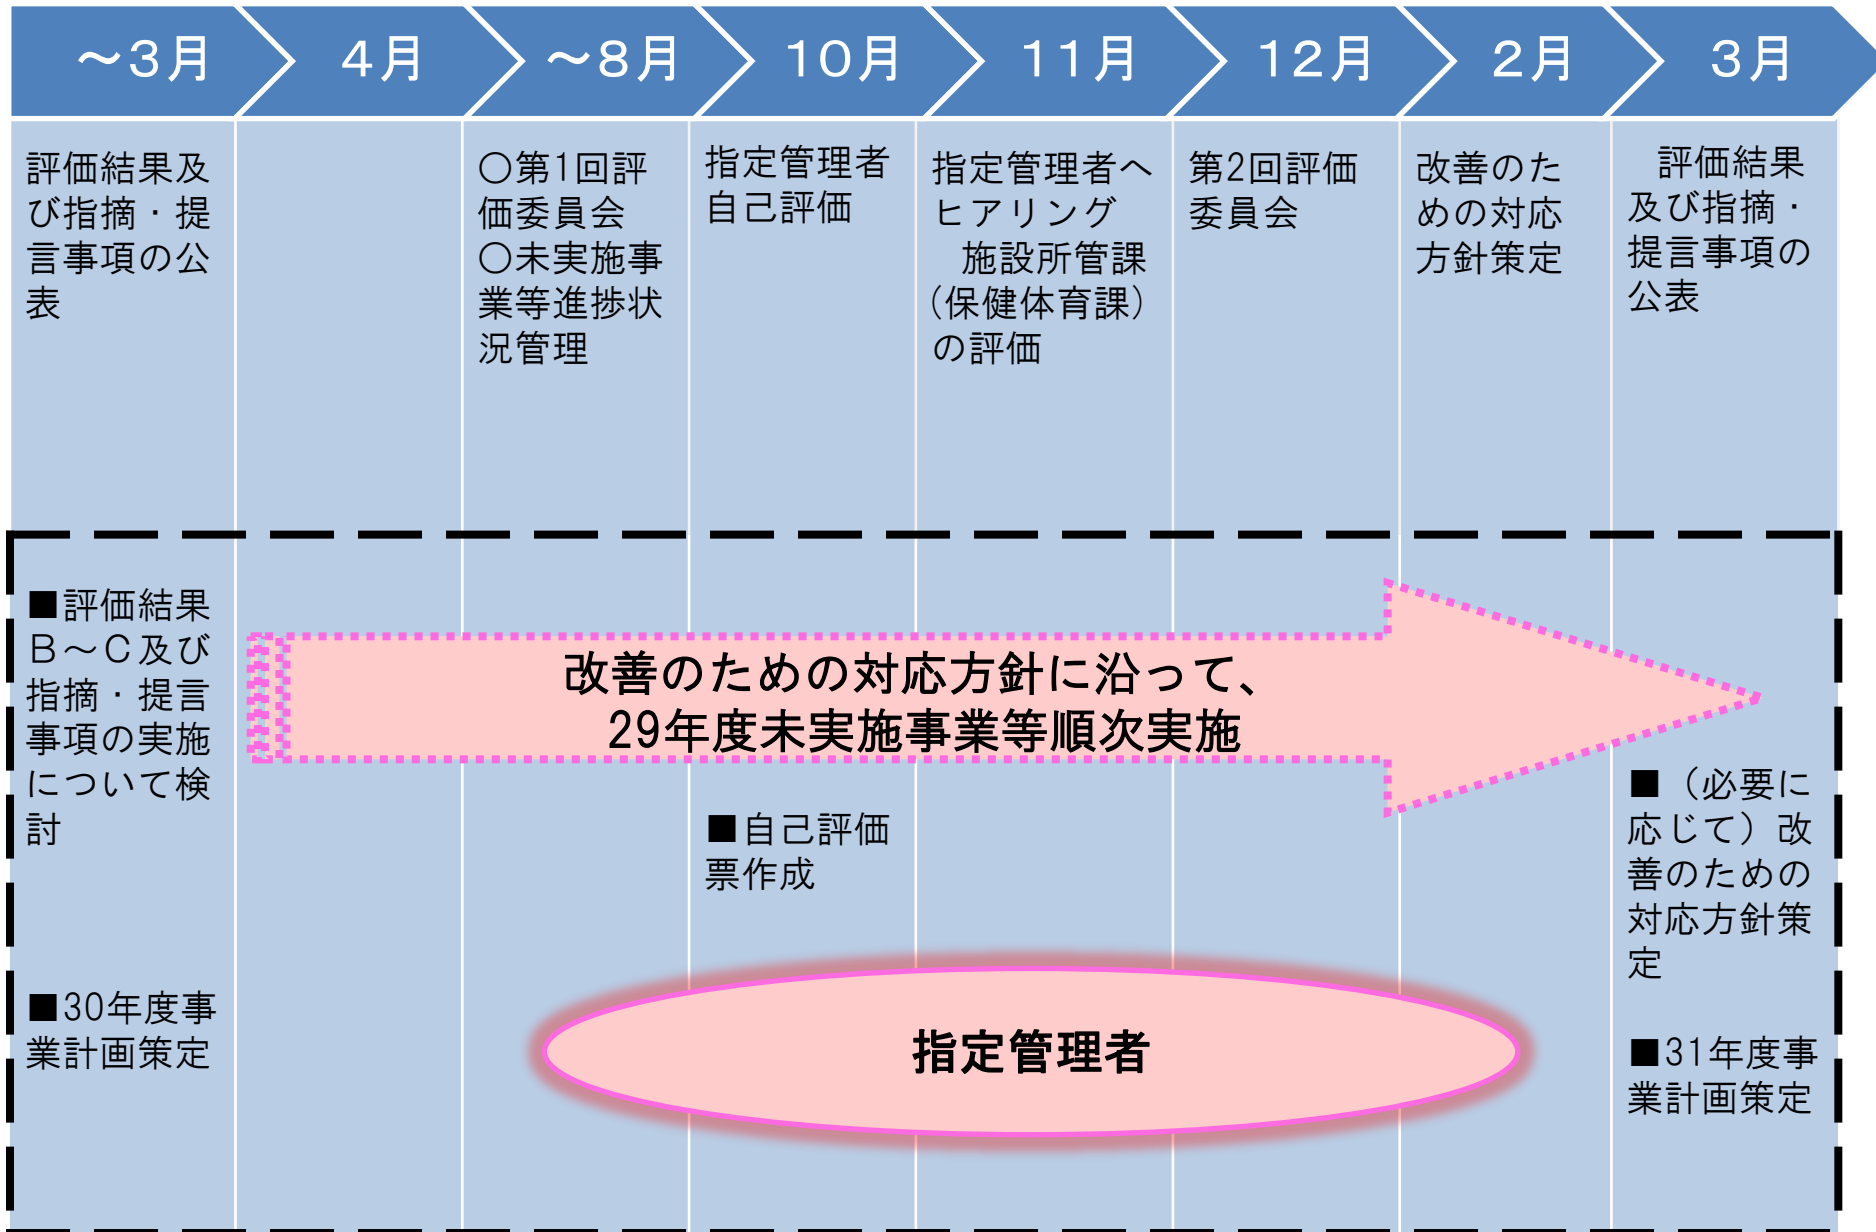 ～3月
4月
～8月
10月
11月
12月
2月
3月
評価結果及
び指摘・提
言事項の公
表
〇第1回評
価委員会
〇未実施事
業等進捗状
況管理
指定管理者
自己評価
指定管理者へ
ヒアリング
施設所管課
(保健体育課)
の評価
第2回評価
委員会
改善のた
めの対応
方針策定
評価結果
及び指摘・
提言事項の
公表
■評価結果
Ｂ～Ｃ及び
指摘・提言
事項の実施
について検
討
■30年度事
業計画策定
改善のための対応方針に沿って、
29年度未実施事業等順次実施
■自己評価
票作成
指定管理者
■（必要に
応じて）改
善のための
対応方針策
定
■31年度事
業計画策定